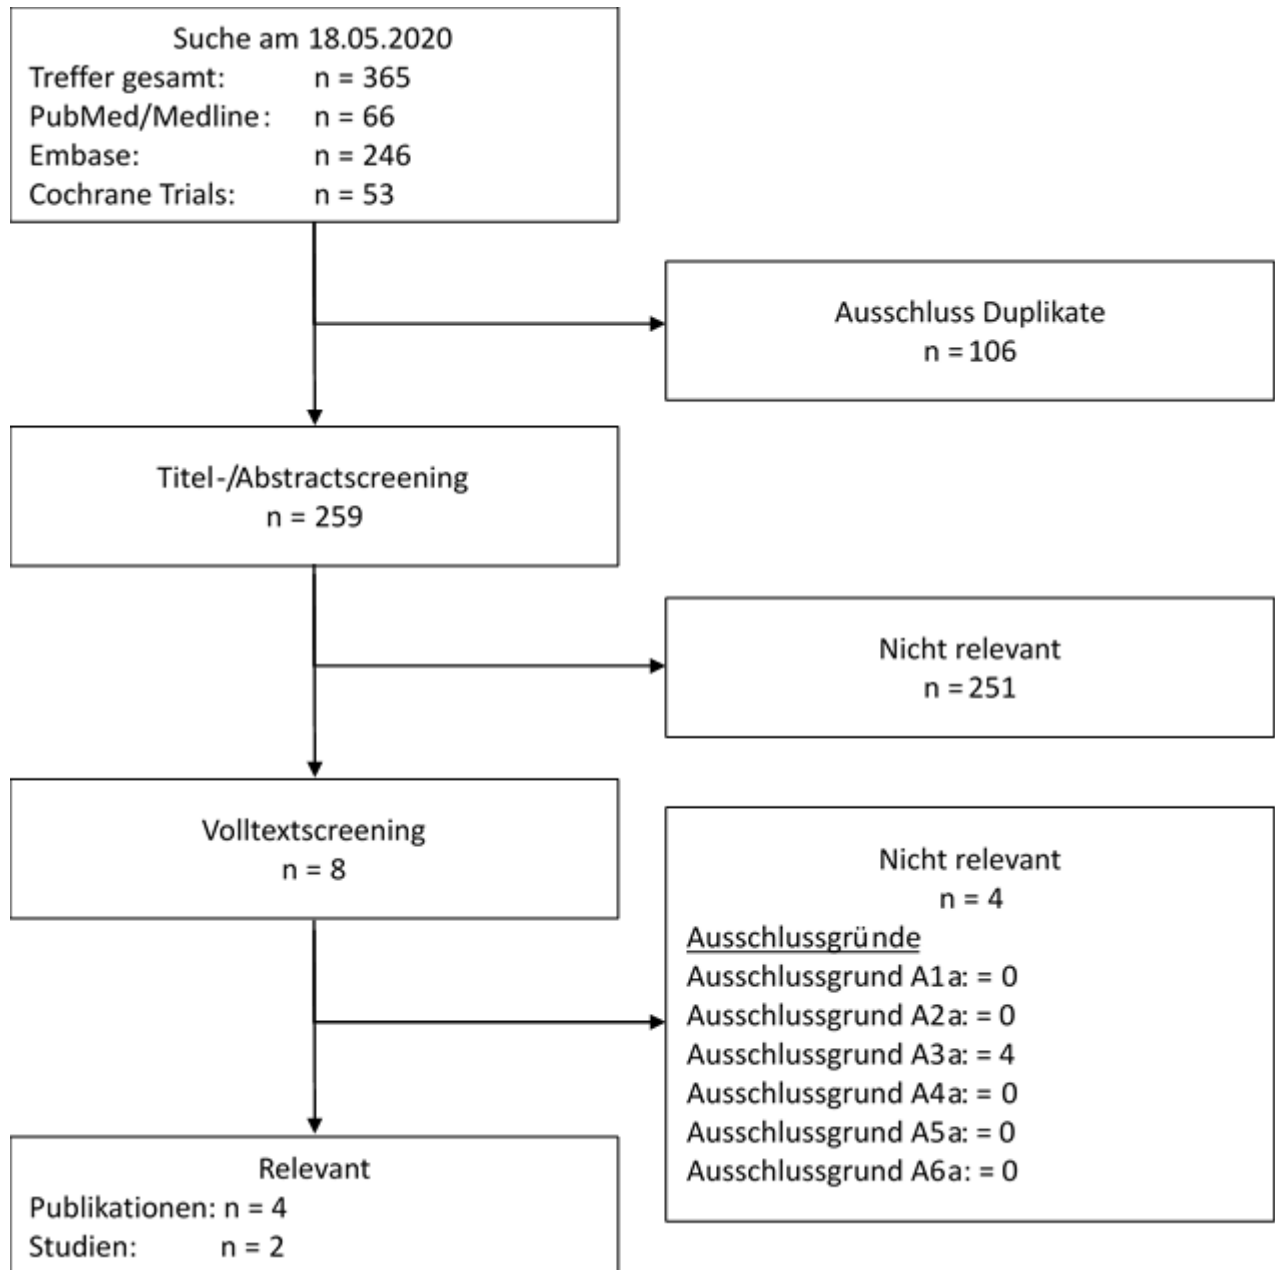 Suche am 18.05.2020
Treffer gesamt: n = 365
PubMed/Medline: n = 66
Embase: n = 246
Cochrane Trials: n = 53
Ausschluss Duplikate
n = 106
Titel-/Abstractscreening
n = 259
Nicht relevant
n = 251
Volltextscreening
n = 8
Nicht relevant
n = 4
Ausschlussgründe
Ausschlussgrund A1a: = 0
Ausschlussgrund A2a: = 0
Ausschlussgrund A3a: = 4
Ausschlussgrund A4a: = 0
Ausschlussgrund A5a: = 0
Ausschlussgrund A6a: = 0
Relevant
Publikationen: n = 4
Studien: n = 2